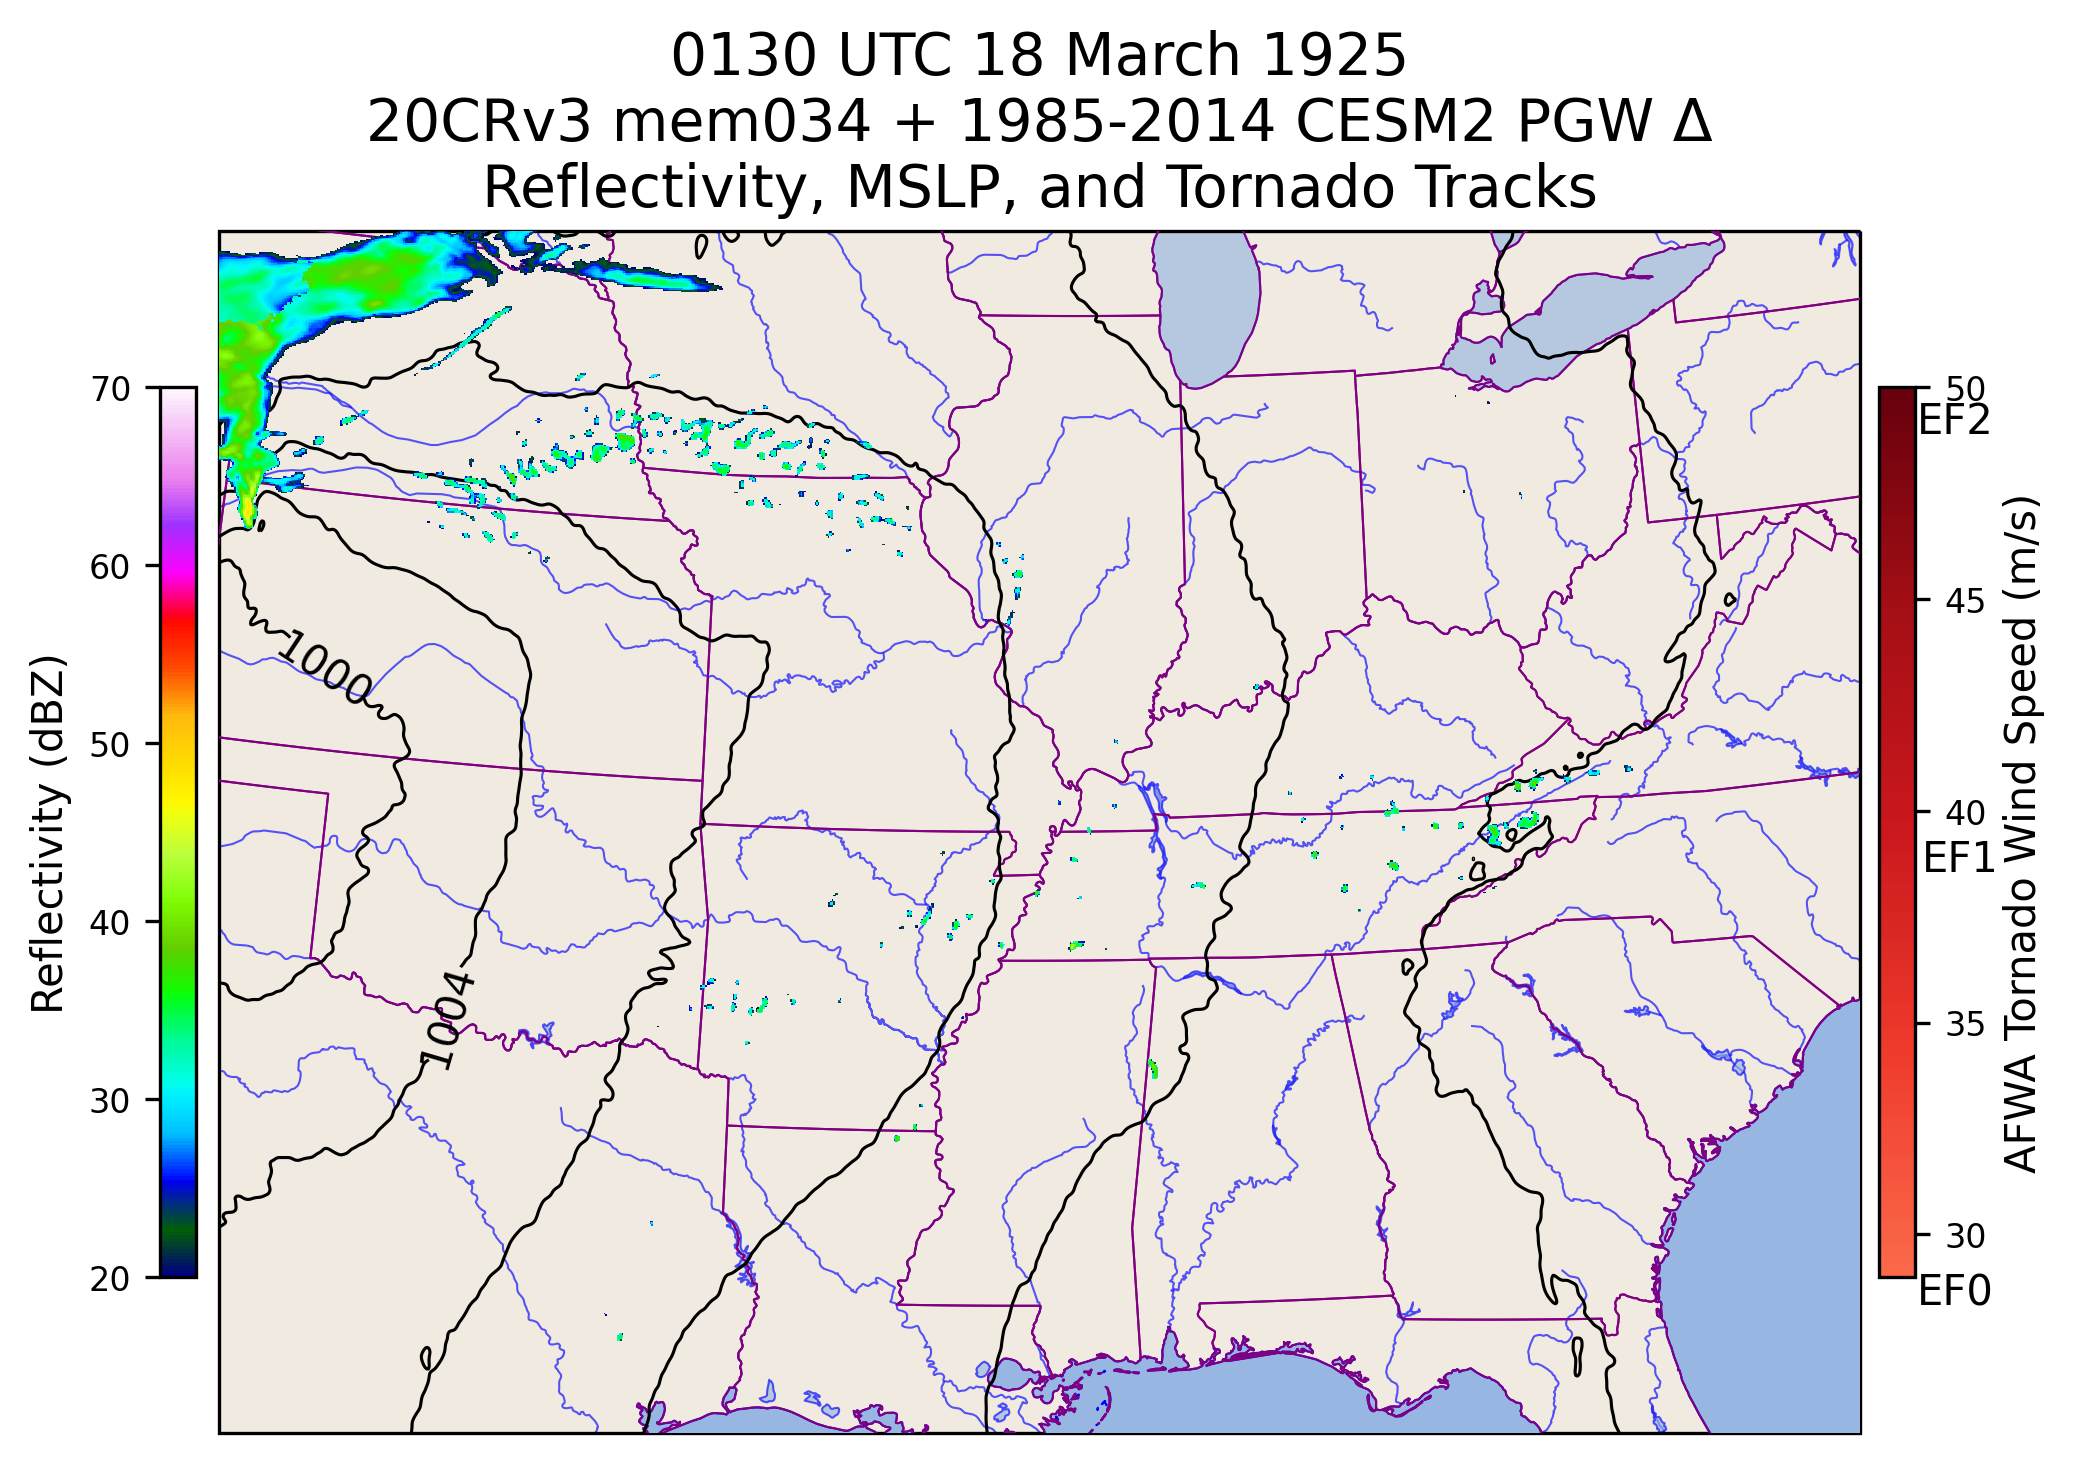 0130 UTC 18 March 1925
20CRv3 mem034 + 1985-2014 CESM2 PGW Δ
Reflectivity, MSLP, and Tornado Tracks
70
60
50
40
30
20
Reflectivity (dBZ)
1000
1004
50
EF2
45
40
EF1
35
30
EF0
AFWA Tornado Wind Speed (m/s)